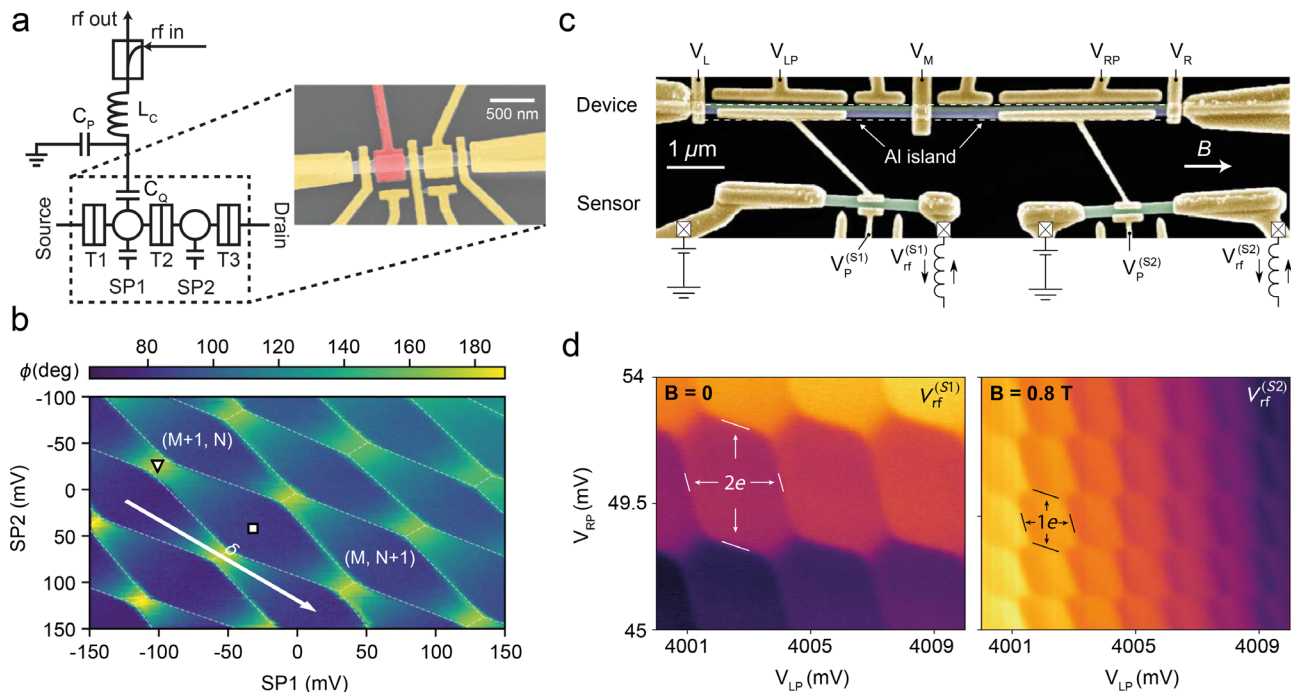 a
rf out
rf in
L_C
C_P
C_Q
Source
Drain
T1 T2 T3
SP1 SP2
500 nm
b
ϕ(deg)
80 100 120 140 160 180
-100
-50
0
50
100
150
SP2 (mV)
(M+1, N)
(M, N+1)
δ
-150 -100 -50 0 50 100 150
SP1 (mV)
c
V_L V_LP V_M V_RP V_R
Device
Al island
1 μm
B
Sensor
V_P^(S1) V_rf^(S1) V_P^(S2) V_rf^(S2)
d
54
49.5
45
V_RP (mV)
B = 0
V_rf^(S1)
2e
4001 4005 4009
V_LP (mV)
B = 0.8 T
V_rf^(S2)
1e
4001 4005 4009
V_LP (mV)